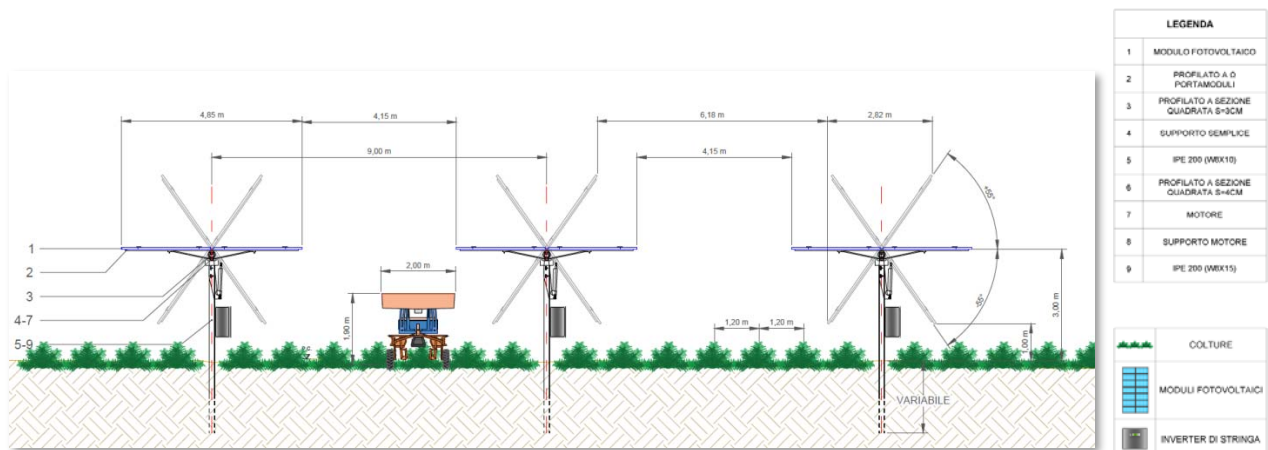 4,85 m
4,15 m
9,00 m
6,18 m
2,82 m
4,15 m
+55°
-55°
1
2
3
4-7
5-9
2,00 m
1,90 m
1,20 m
1,20 m
1,00 m
3,00 m
VARIABILE
LEGENDA
1 MODULO FOTOVOLTAICO
2 PROFILATO A Ω
PORTAMODULI
3 PROFILATO A SEZIONE
QUADRATA S=3CM
4 SUPPORTO SEMPLICE
5 IPE 200 (W8X10)
6 PROFILATO A SEZIONE
QUADRATA S=4CM
7 MOTORE
8 SUPPORTO MOTORE
9 IPE 200 (W8X15)
COLTURE
MODULI FOTOVOLTAICI
INVERTER DI STRINGA